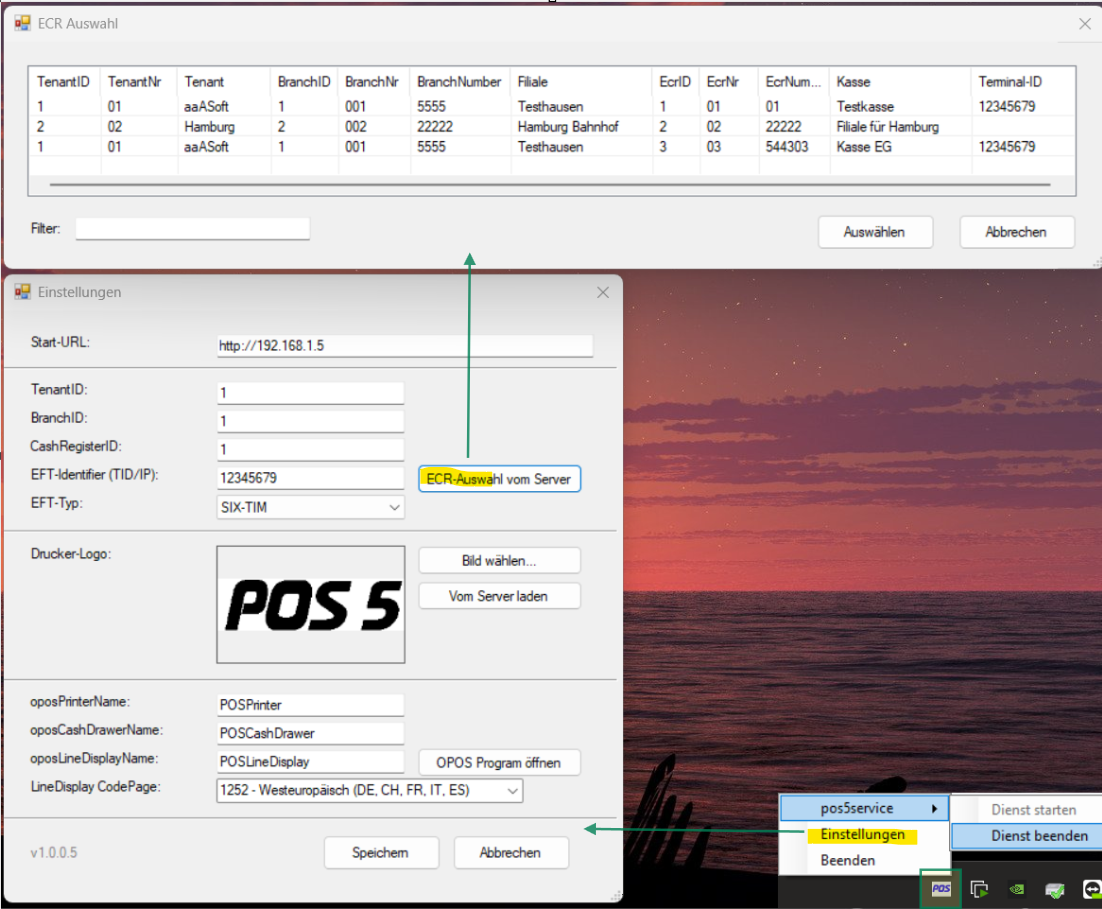 ECR Auswahl
TenantID TenantNr Tenant BranchID BranchNr BranchNumber Filiale EcrID EcrNr EcrNum... Kasse Terminal-ID
1 01 aaASoft 1 001 5555 Testhausen 1 01 01 Testkasse 12345679
2 02 Hamburg 2 002 22222 Hamburg Bahnhof 2 02 22222 Filiale für Hamburg
1 01 aaASoft 1 001 5555 Testhausen 3 03 544303 Kasse EG 12345679
Filter: Auswählen Abbrechen
Einstellungen
Start-URL: http://192.168.1.5
TenantID: 1
BranchID: 1
CashRegisterID: 1
EFT-Identifier (TID/IP): 12345679 ECR-Auswahl vom Server
EFT-Typ: SIX-TIM
Drucker-Logo: Bild wählen...
Vom Server laden
POS 5
oposPrinterName: POSPrinter
oposCashDrawerName: POSCashDrawer
oposLineDisplayName: POSLineDisplay OPOS Program öffnen
LineDisplay CodePage: 1252 - Westeuropäisch (DE, CH, FR, IT, ES)
v1.0.0.5 Speichern Abbrechen
pos5service Dienst starten
Einstellungen Dienst beenden
Beenden
POS